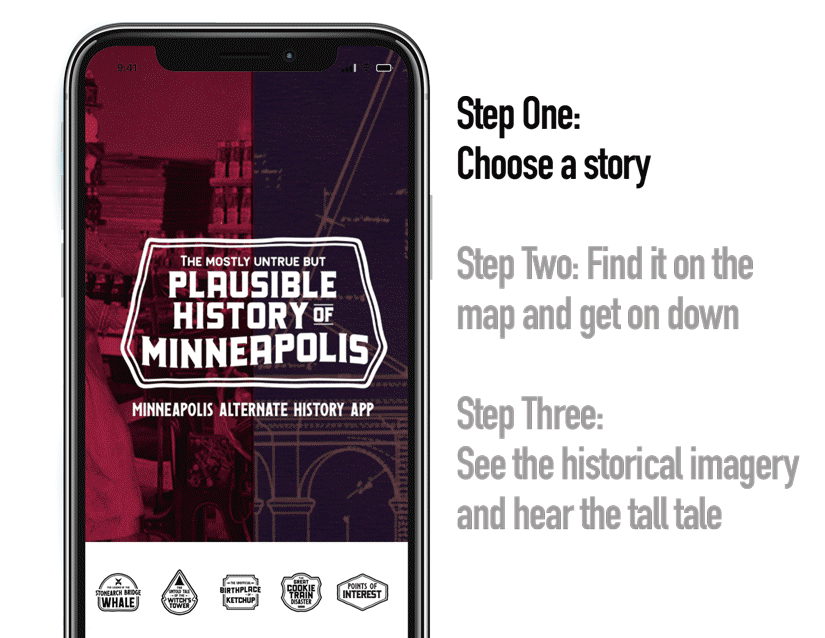 9:41
THE MOSTLY UNTRUE BUT
PLAUSIBLE
HISTORY OF
MINNEAPOLIS
MINNEAPOLIS ALTERNATE HISTORY APP
THE LEGEND OF THE
STONEARCH BRIDGE
WHALE
THE
UNTOLD TALE
OF THE
WITCH'S
TOWER
THE UNOFFICIAL
BIRTHPLACE
OF
KETCHUP
THE
GREAT
COOKIE
TRAIN
DISASTER
POINTS OF
INTEREST
Step One:
Choose a story
Step Two: Find it on the
map and get on down
Step Three:
See the historical imagery
and hear the tall tale